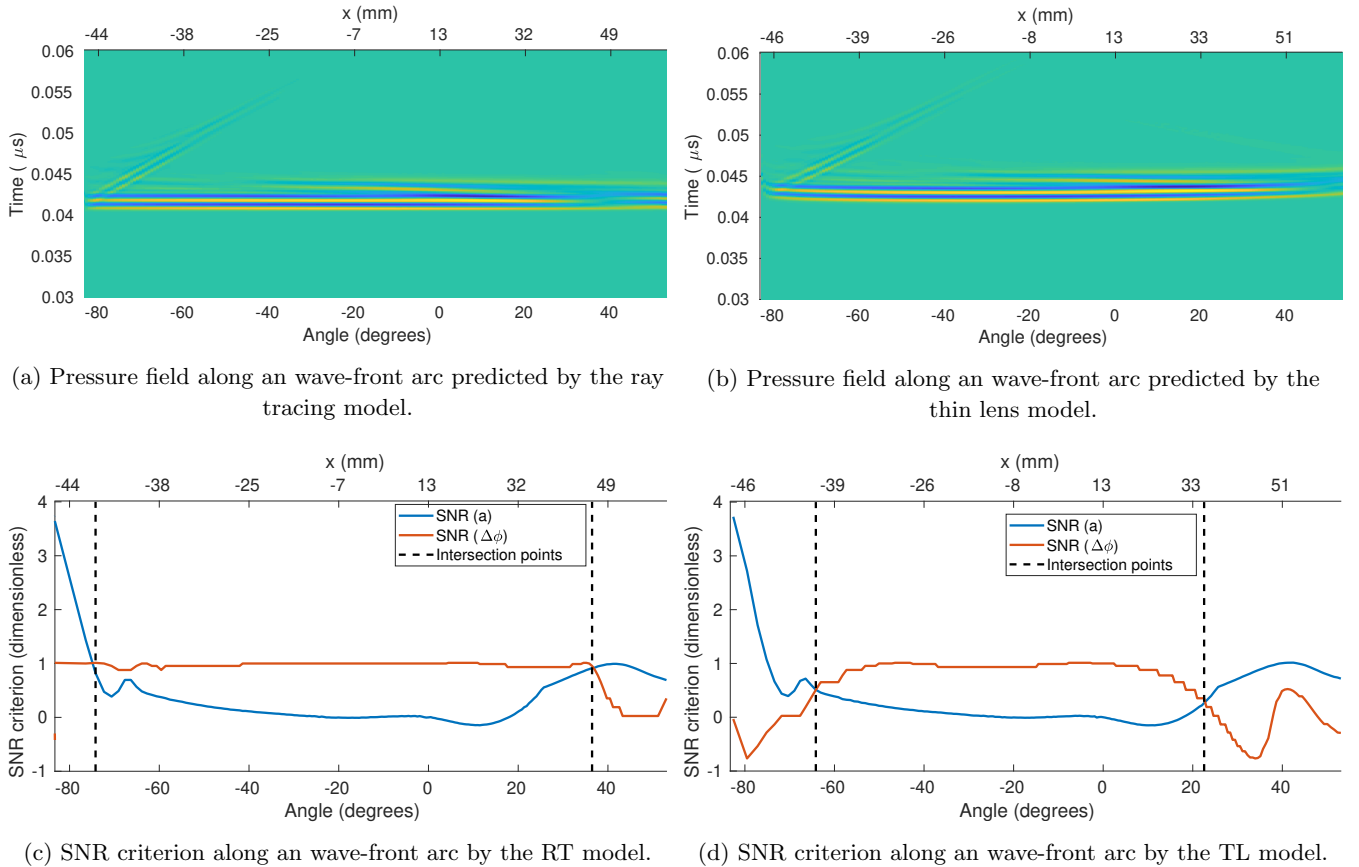 x (mm)
-44 -38 -25 -7 13 32 49
0.06
0.055
0.05
0.045
0.04
0.035
0.03
Time ( μs)
-80 -60 -40 -20 0 20 40
Angle (degrees)
(a) Pressure field along an wave-front arc predicted by the ray
tracing model.
x (mm)
-46 -39 -26 -8 13 33 51
0.06
0.055
0.05
0.045
0.04
0.035
0.03
Time ( μs)
-80 -60 -40 -20 0 20 40
Angle (degrees)
(b) Pressure field along an wave-front arc predicted by the
thin lens model.
x (mm)
-44 -38 -25 -7 13 32 49
4
3
2
1
0
-1
SNR criterion (dimensionless)
SNR (a)
SNR ( Δϕ)
Intersection points
-80 -60 -40 -20 0 20 40
Angle (degrees)
(c) SNR criterion along an wave-front arc by the RT model.
x (mm)
-46 -39 -26 -8 13 33 51
4
3
2
1
0
-1
SNR criterion (dimensionless)
SNR (a)
SNR ( Δϕ)
Intersection points
-80 -60 -40 -20 0 20 40
Angle (degrees)
(d) SNR criterion along an wave-front arc by the TL model.